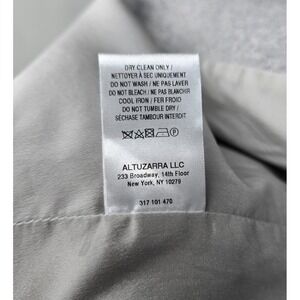 DRY CLEAN ONLY /
NETTOYER À SEC UNIQUEMENT
DO NOT WASH / NE PAS LAVER
DO NOT BLEACH / NE PAS BLANCHIR
COOL IRON / FER FROID
DO NOT TUMBLE DRY /
SÉCHASE TAMBOUR INTERDIT
ALTUZARRA LLC
233 Broadway, 14th Floor
New York, NY 10279
317 101 470